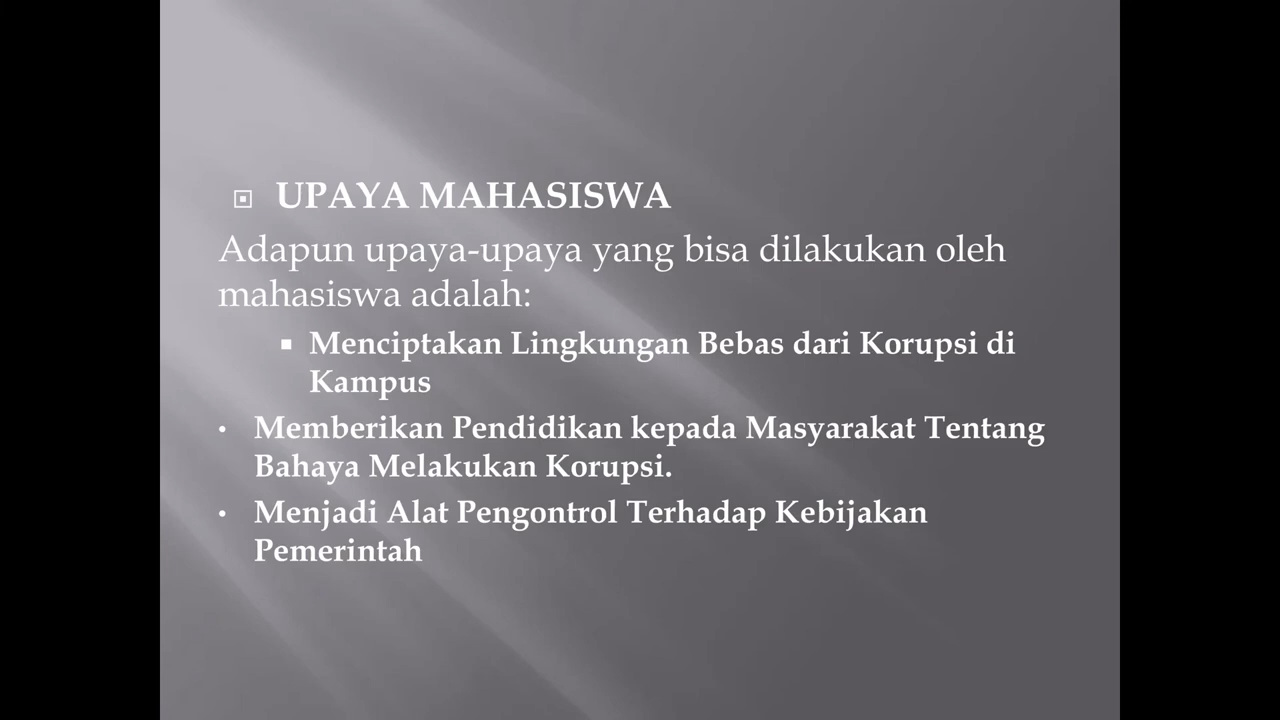 UPAYA MAHASISWA
Adapun upaya-upaya yang bisa dilakukan oleh
mahasiswa adalah:
Menciptakan Lingkungan Bebas dari Korupsi di
Kampus
• Memberikan Pendidikan kepada Masyarakat Tentang
Bahaya Melakukan Korupsi.
• Menjadi Alat Pengontrol Terhadap Kebijakan
Pemerintah